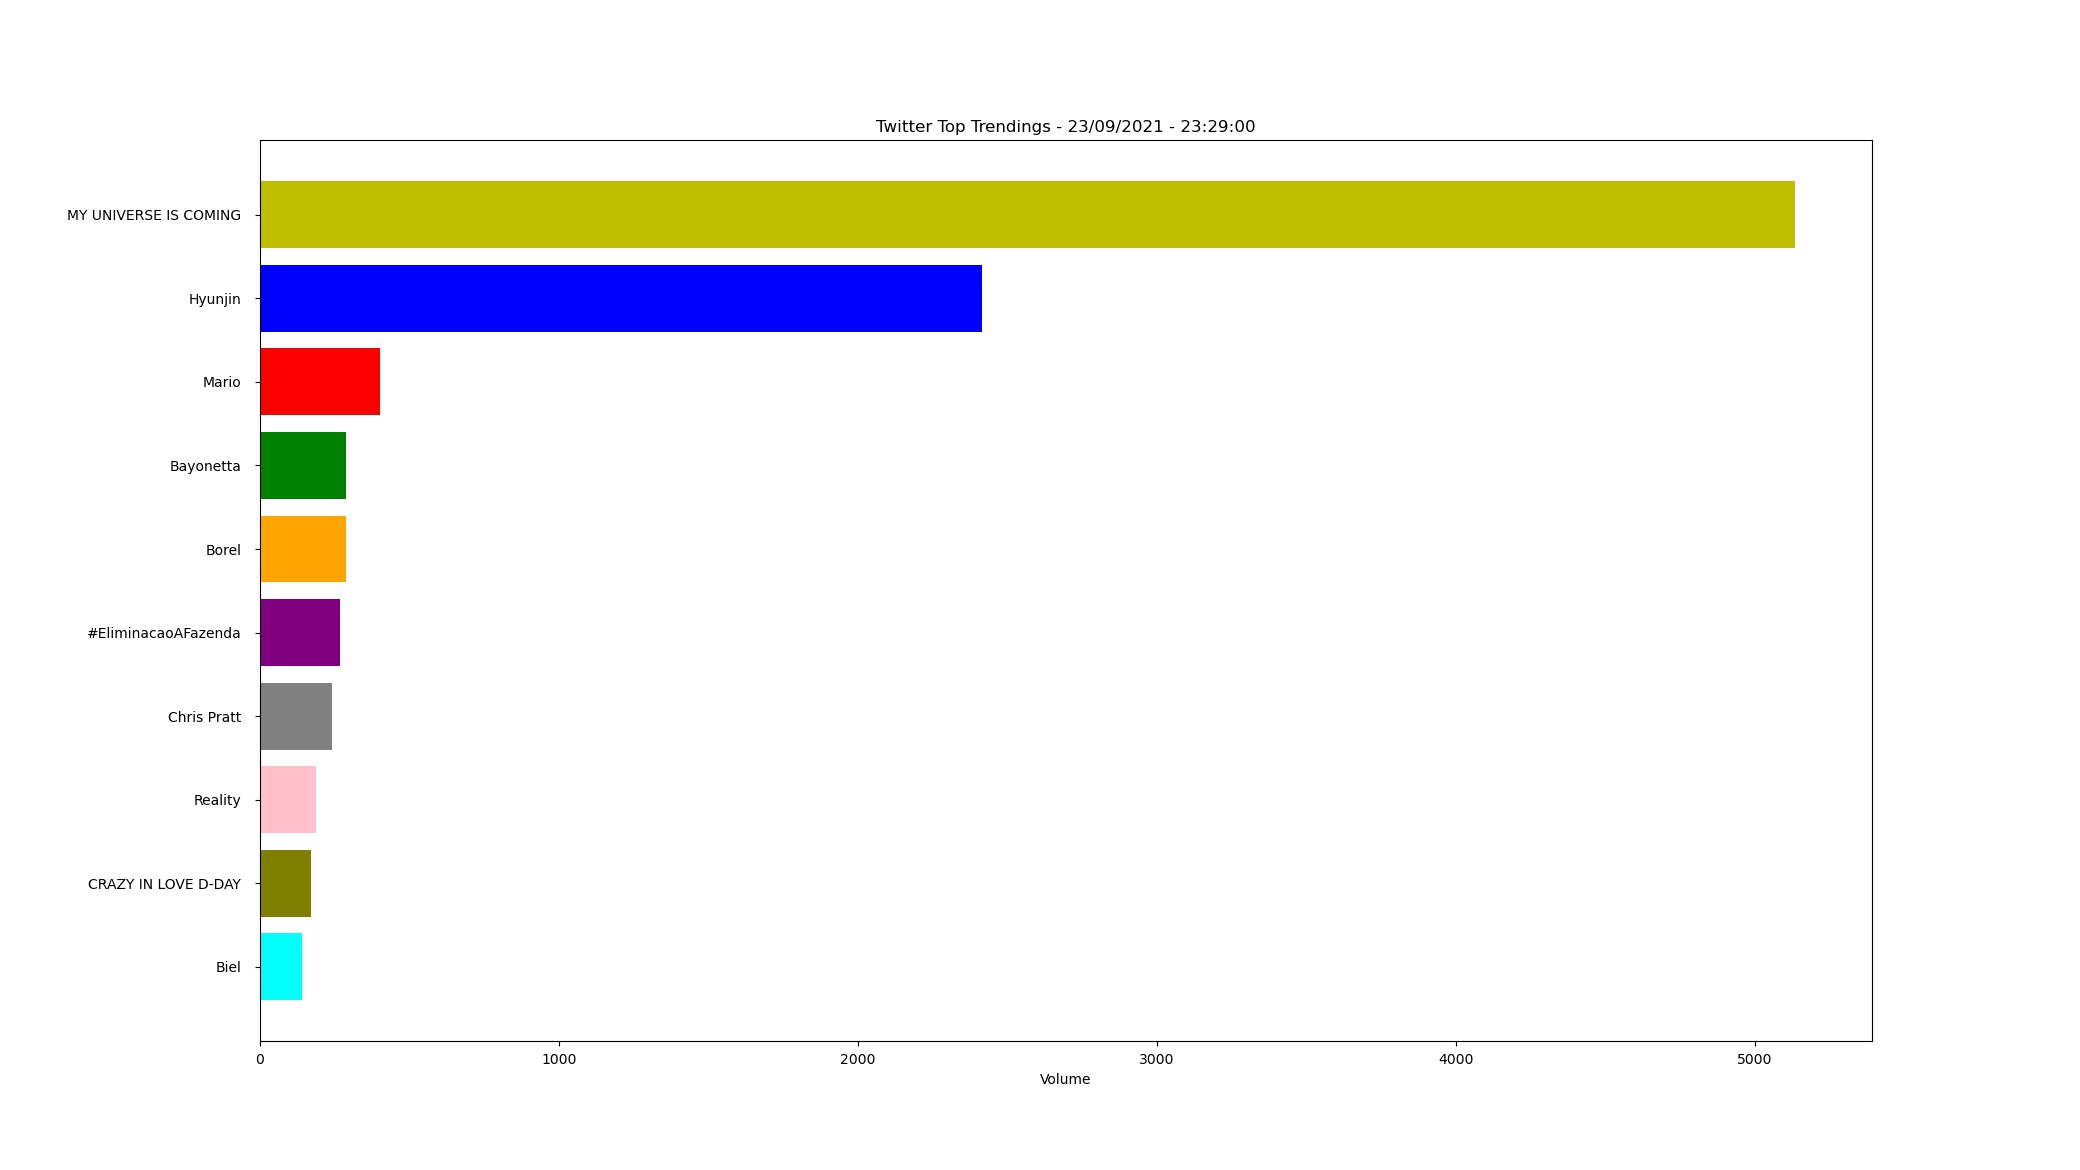 Twitter Top Trendings - 23/09/2021 - 23:29:00
MY UNIVERSE IS COMING
Hyunjin
Mario
Bayonetta
Borel
#EliminacaoAFazenda
Chris Pratt
Reality
CRAZY IN LOVE D-DAY
Biel
0 1000 2000 3000 4000 5000
Volume